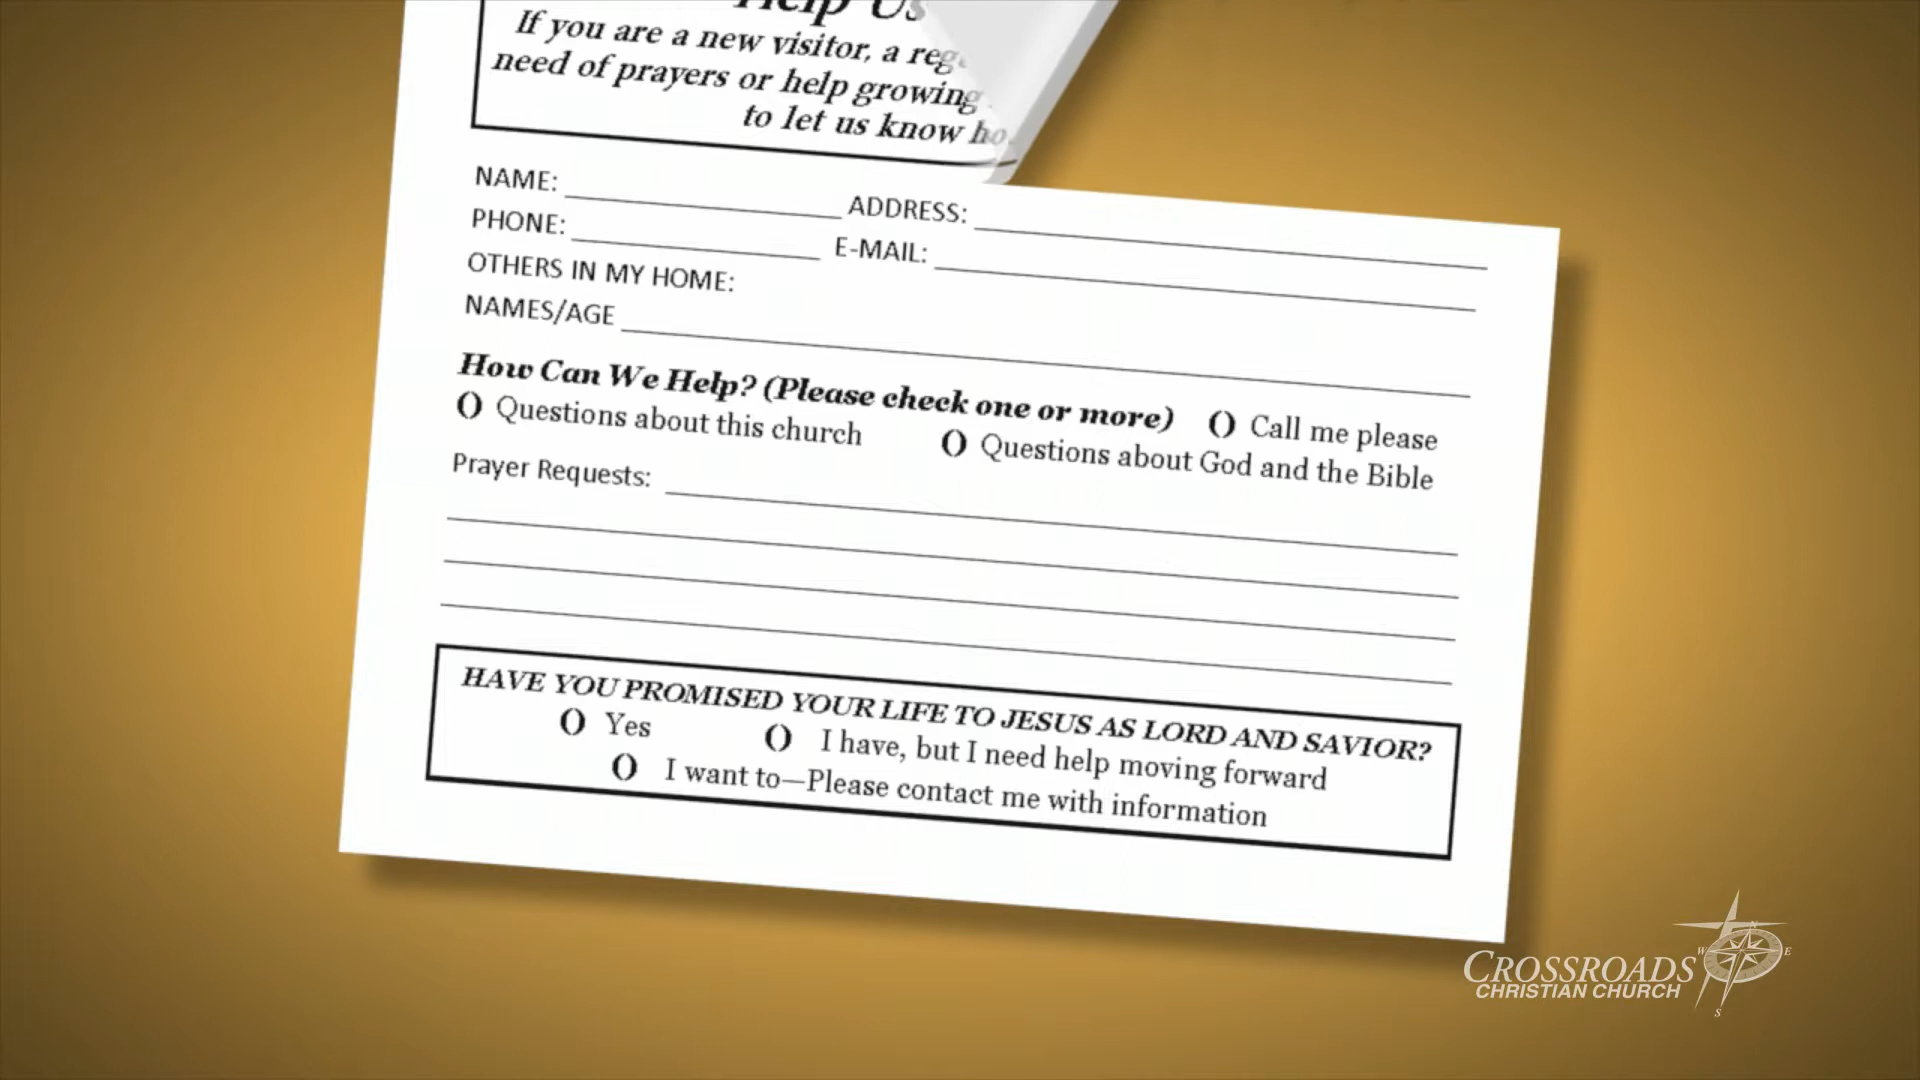 Help Us
If you are a new visitor, a
need of prayers or help growing
to let us know
NAME: ADDRESS:
PHONE: E-MAIL:
OTHERS IN MY HOME:
NAMES/AGE
How Can We Help? (Please check one or more) () Call me please
() Questions about this church () Questions about God and the Bible
Prayer Requests:
HAVE YOU PROMISED YOUR LIFE TO JESUS AS LORD AND SAVIOR?
() Yes () I have, but I need help moving forward
() I want to—Please contact me with information
N
W E
S
CROSSROADS
CHRISTIAN CHURCH